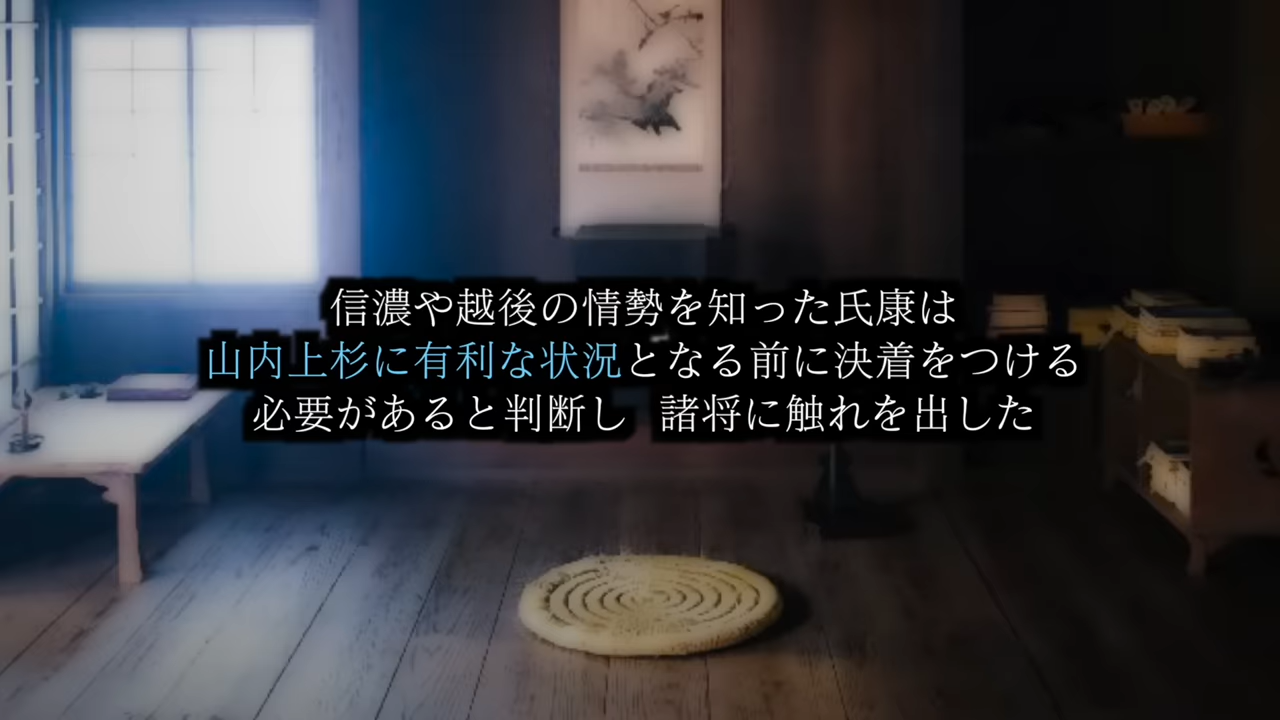 信濃や越後の情勢を知った氏康は
山内上杉に有利な状況となる前に決着をつける
必要があると判断し 諸将に触れを出した